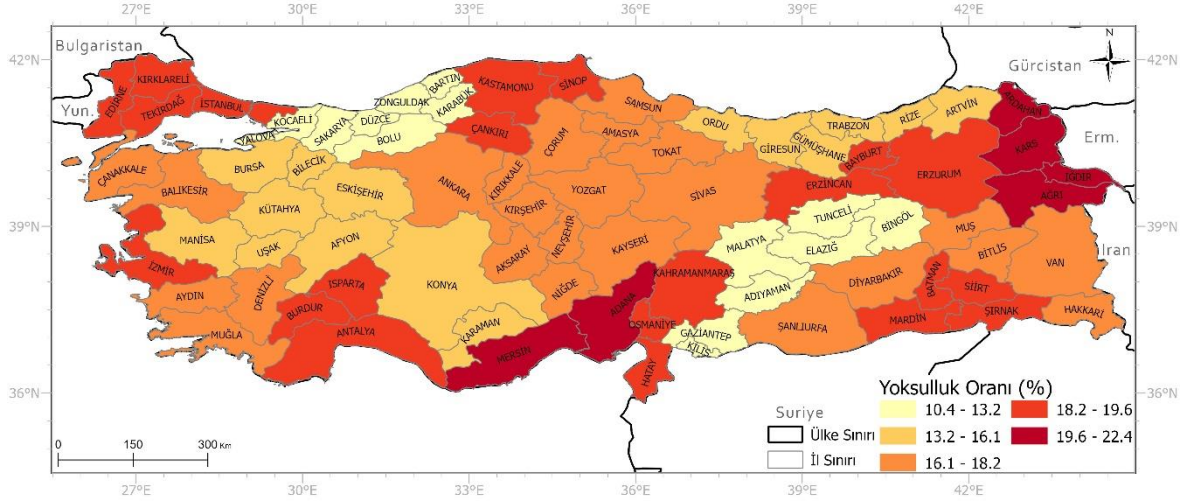 27°E 30°E 33°E 36°E 39°E 42°E
Bulgaristan
42°N 42°N
N
Gürcistan
KIRKLARELİ
EDİRNE
TEKİRDAĞ
İSTANBUL
KASTAMONU
SİNOP
BARTIN
ZONGULDAK
KARABÜK
Yun.
KOCAELİ
YALOVA
SAKARYA
DÜZCE
BOLU
ÇANKIRI
SAMSUN
ORDU
GİRESUN
TRABZON
RİZE
ARTVİN
ARDAHAN
KARS
Erm.
GÜMÜŞHANE
BAYBURT
AMASYA
ÇORUM
TOKAT
ÇANAKKALE
BALIKESİR
BURSA
BİLECİK
ESKİŞEHİR
ANKARA
KIRIKKALE
YOZGAT
SİVAS
ERZİNCAN
ERZURUM
IĞDIR
AĞRI
39°N 39°N
KÜTAHYA
KIRŞEHİR
TUNCELİ
BİNGÖL
MUŞ
MANİSA
UŞAK
AFYON
NEVŞEHİR
KAYSERİ
MALATYA
ELAZIĞ
BİTLİS
VAN
İran
İZMİR
AKSARAY
KAHRAMANMARAŞ
DİYARBAKIR
BATMAN
SİİRT
AYDIN
DENİZLİ
ISPARTA
BURDUR
KONYA
NİĞDE
ADANA
ADIYAMAN
MARDİN
ŞIRNAK
HAKKARİ
MUĞLA
ANTALYA
KARAMAN
MERSİN
OSMANİYE
GAZİANTEP
KİLİS
ŞANLIURFA
HATAY
36°N 36°N
Suriye
Ülke Sınırı
İl Sınırı
Yoksulluk Oranı (%)
10.4 - 13.2
13.2 - 16.1
16.1 - 18.2
18.2 - 19.6
19.6 - 22.4
0 150 300 Km
27°E 30°E 33°E 36°E 39°E 42°E